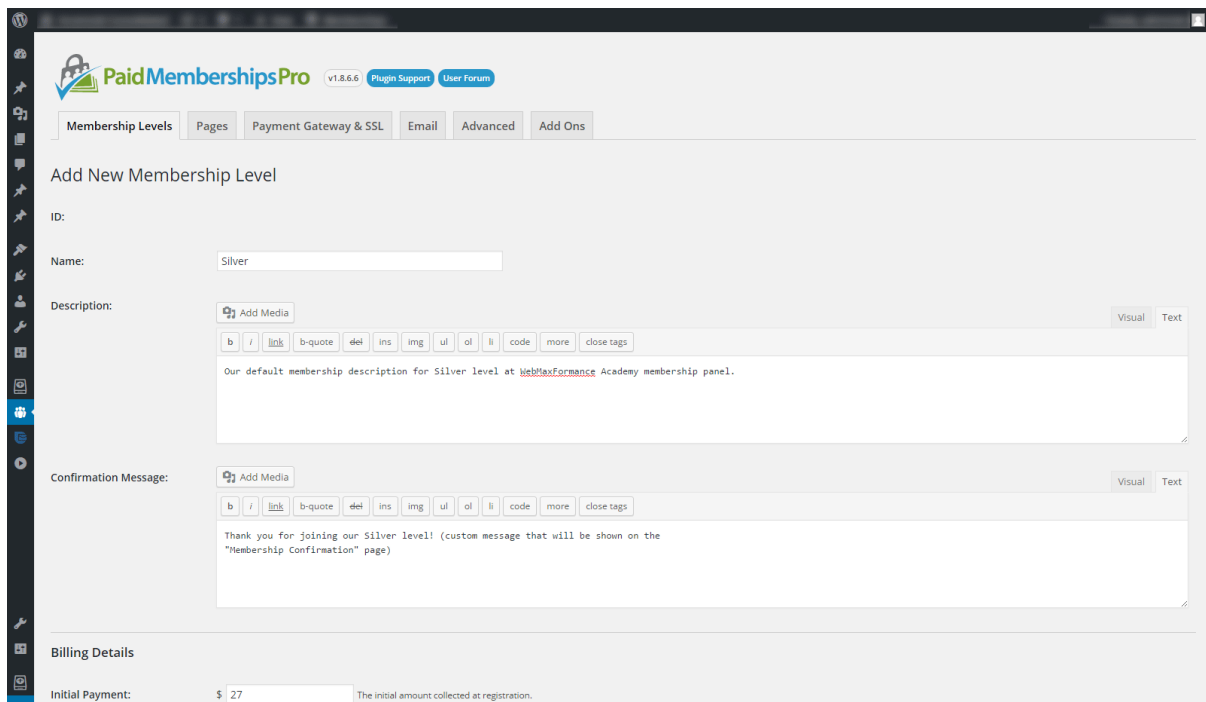 PaidMembershipsPro v1.8.6.6 Plugin Support User Forum
Membership Levels Pages Payment Gateway & SSL Email Advanced Add Ons
Add New Membership Level
ID:
Name: Silver
Description: Add Media Visual Text
b i link b-quote del ins img ul ol li code more close tags
Our default membership description for Silver level at WebMaxFormance Academy membership panel.
Confirmation Message: Add Media Visual Text
b i link b-quote del ins img ul ol li code more close tags
Thank you for joining our Silver level! (custom message that will be shown on the
"Membership Confirmation" page)
Billing Details
Initial Payment: $ 27 The initial amount collected at registration.